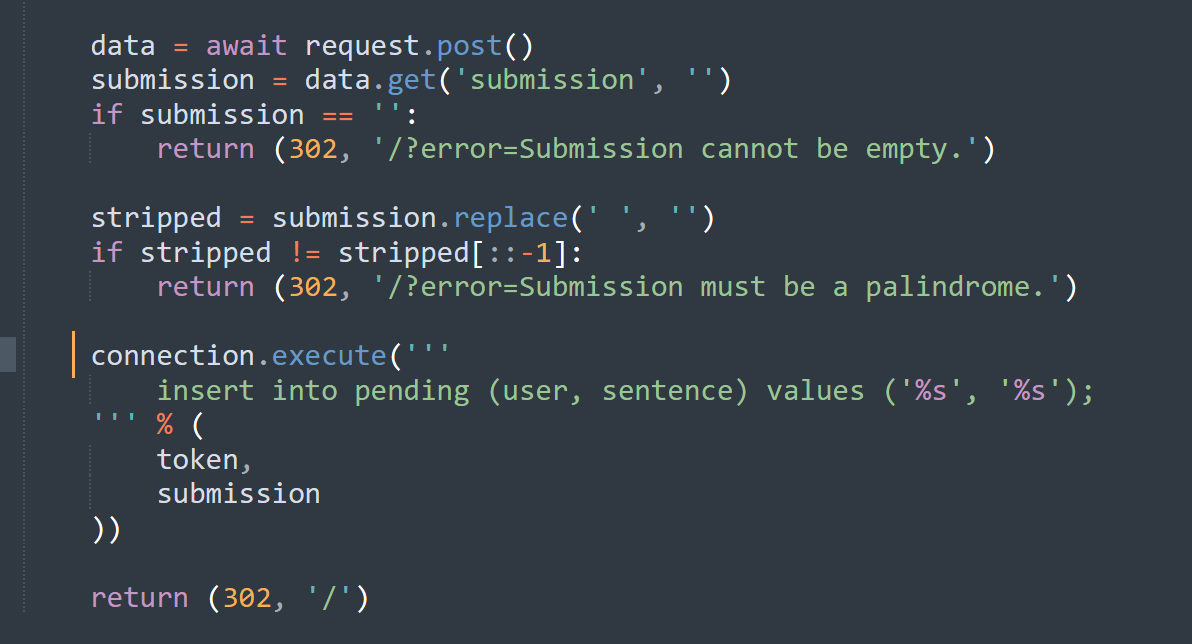 data = await request.post()
submission = data.get('submission', '')
if submission == '':
    return (302, '/?error=Submission cannot be empty.')
stripped = submission.replace(' ', '')
if stripped != stripped[::-1]:
    return (302, '/?error=Submission must be a palindrome.')
connection.execute('''
    insert into pending (user, sentence) values ('%s', '%s');
''' % (
    token,
    submission
))
return (302, '/')